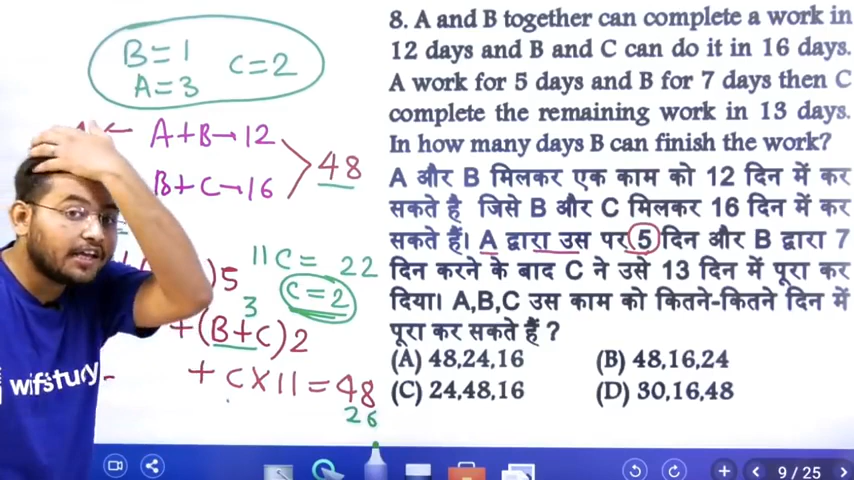 B=1
A=3 C=2
A+B→12
48
B+C→16
)5 11C= 22
C=2
3
+(B+C)2
+ C×11=48
26
wifistudy
8. A and B together can complete a work in
12 days and B and C can do it in 16 days.
A work for 5 days and B for 7 days then C
complete the remaining work in 13 days.
In how many days B can finish the work?
A और B मिलकर एक काम को 12 दिन में कर
सकते है जिसे B और C मिलकर 16 दिन में कर
सकते हैं। A द्वारा उस पर 5 दिन और B द्वारा 7
दिन करने के बाद C ने उसे 13 दिन में पूरा कर
दिया। A,B,C उस काम को कितने-कितने दिन में
पूरा कर सकते हैं ?
(A) 48,24,16 (B) 48,16,24
(C) 24,48,16 (D) 30,16,48
9 / 25